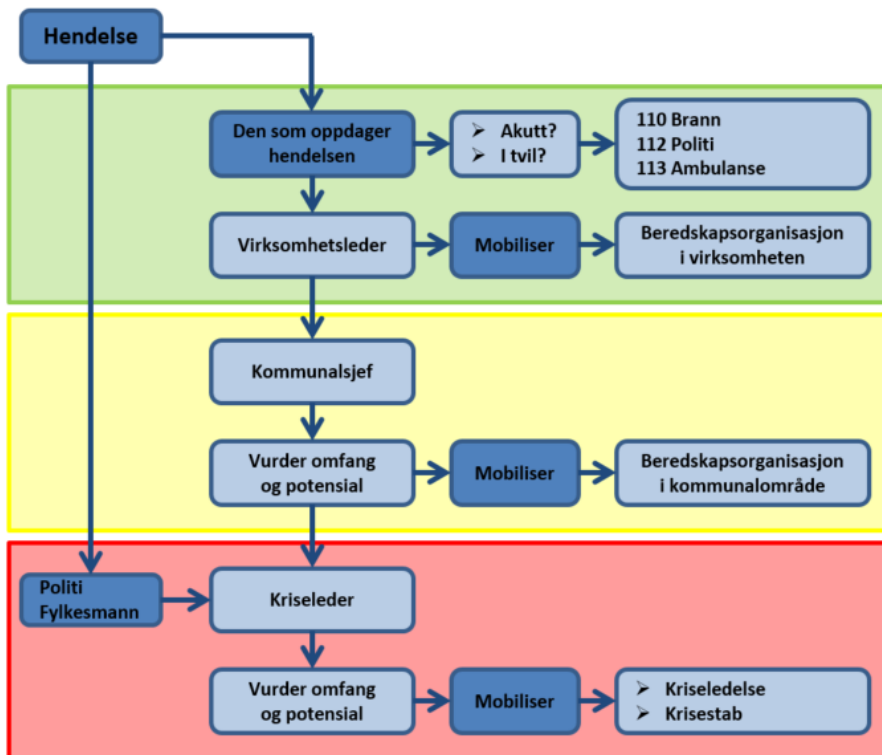 Hendelse
Den som oppdager
hendelsen
➢ Akutt?
➢ I tvil?
110 Brann
112 Politi
113 Ambulanse
Virksomhetsleder
Mobiliser
Beredskapsorganisasjon
i virksomheten
Kommunalsjef
Vurder omfang
og potensial
Mobiliser
Beredskapsorganisasjon
i kommunalområde
Politi
Fylkesmann
Kriseleder
Vurder omfang
og potensial
Mobiliser
➢ Kriseledelse
➢ Krisestab